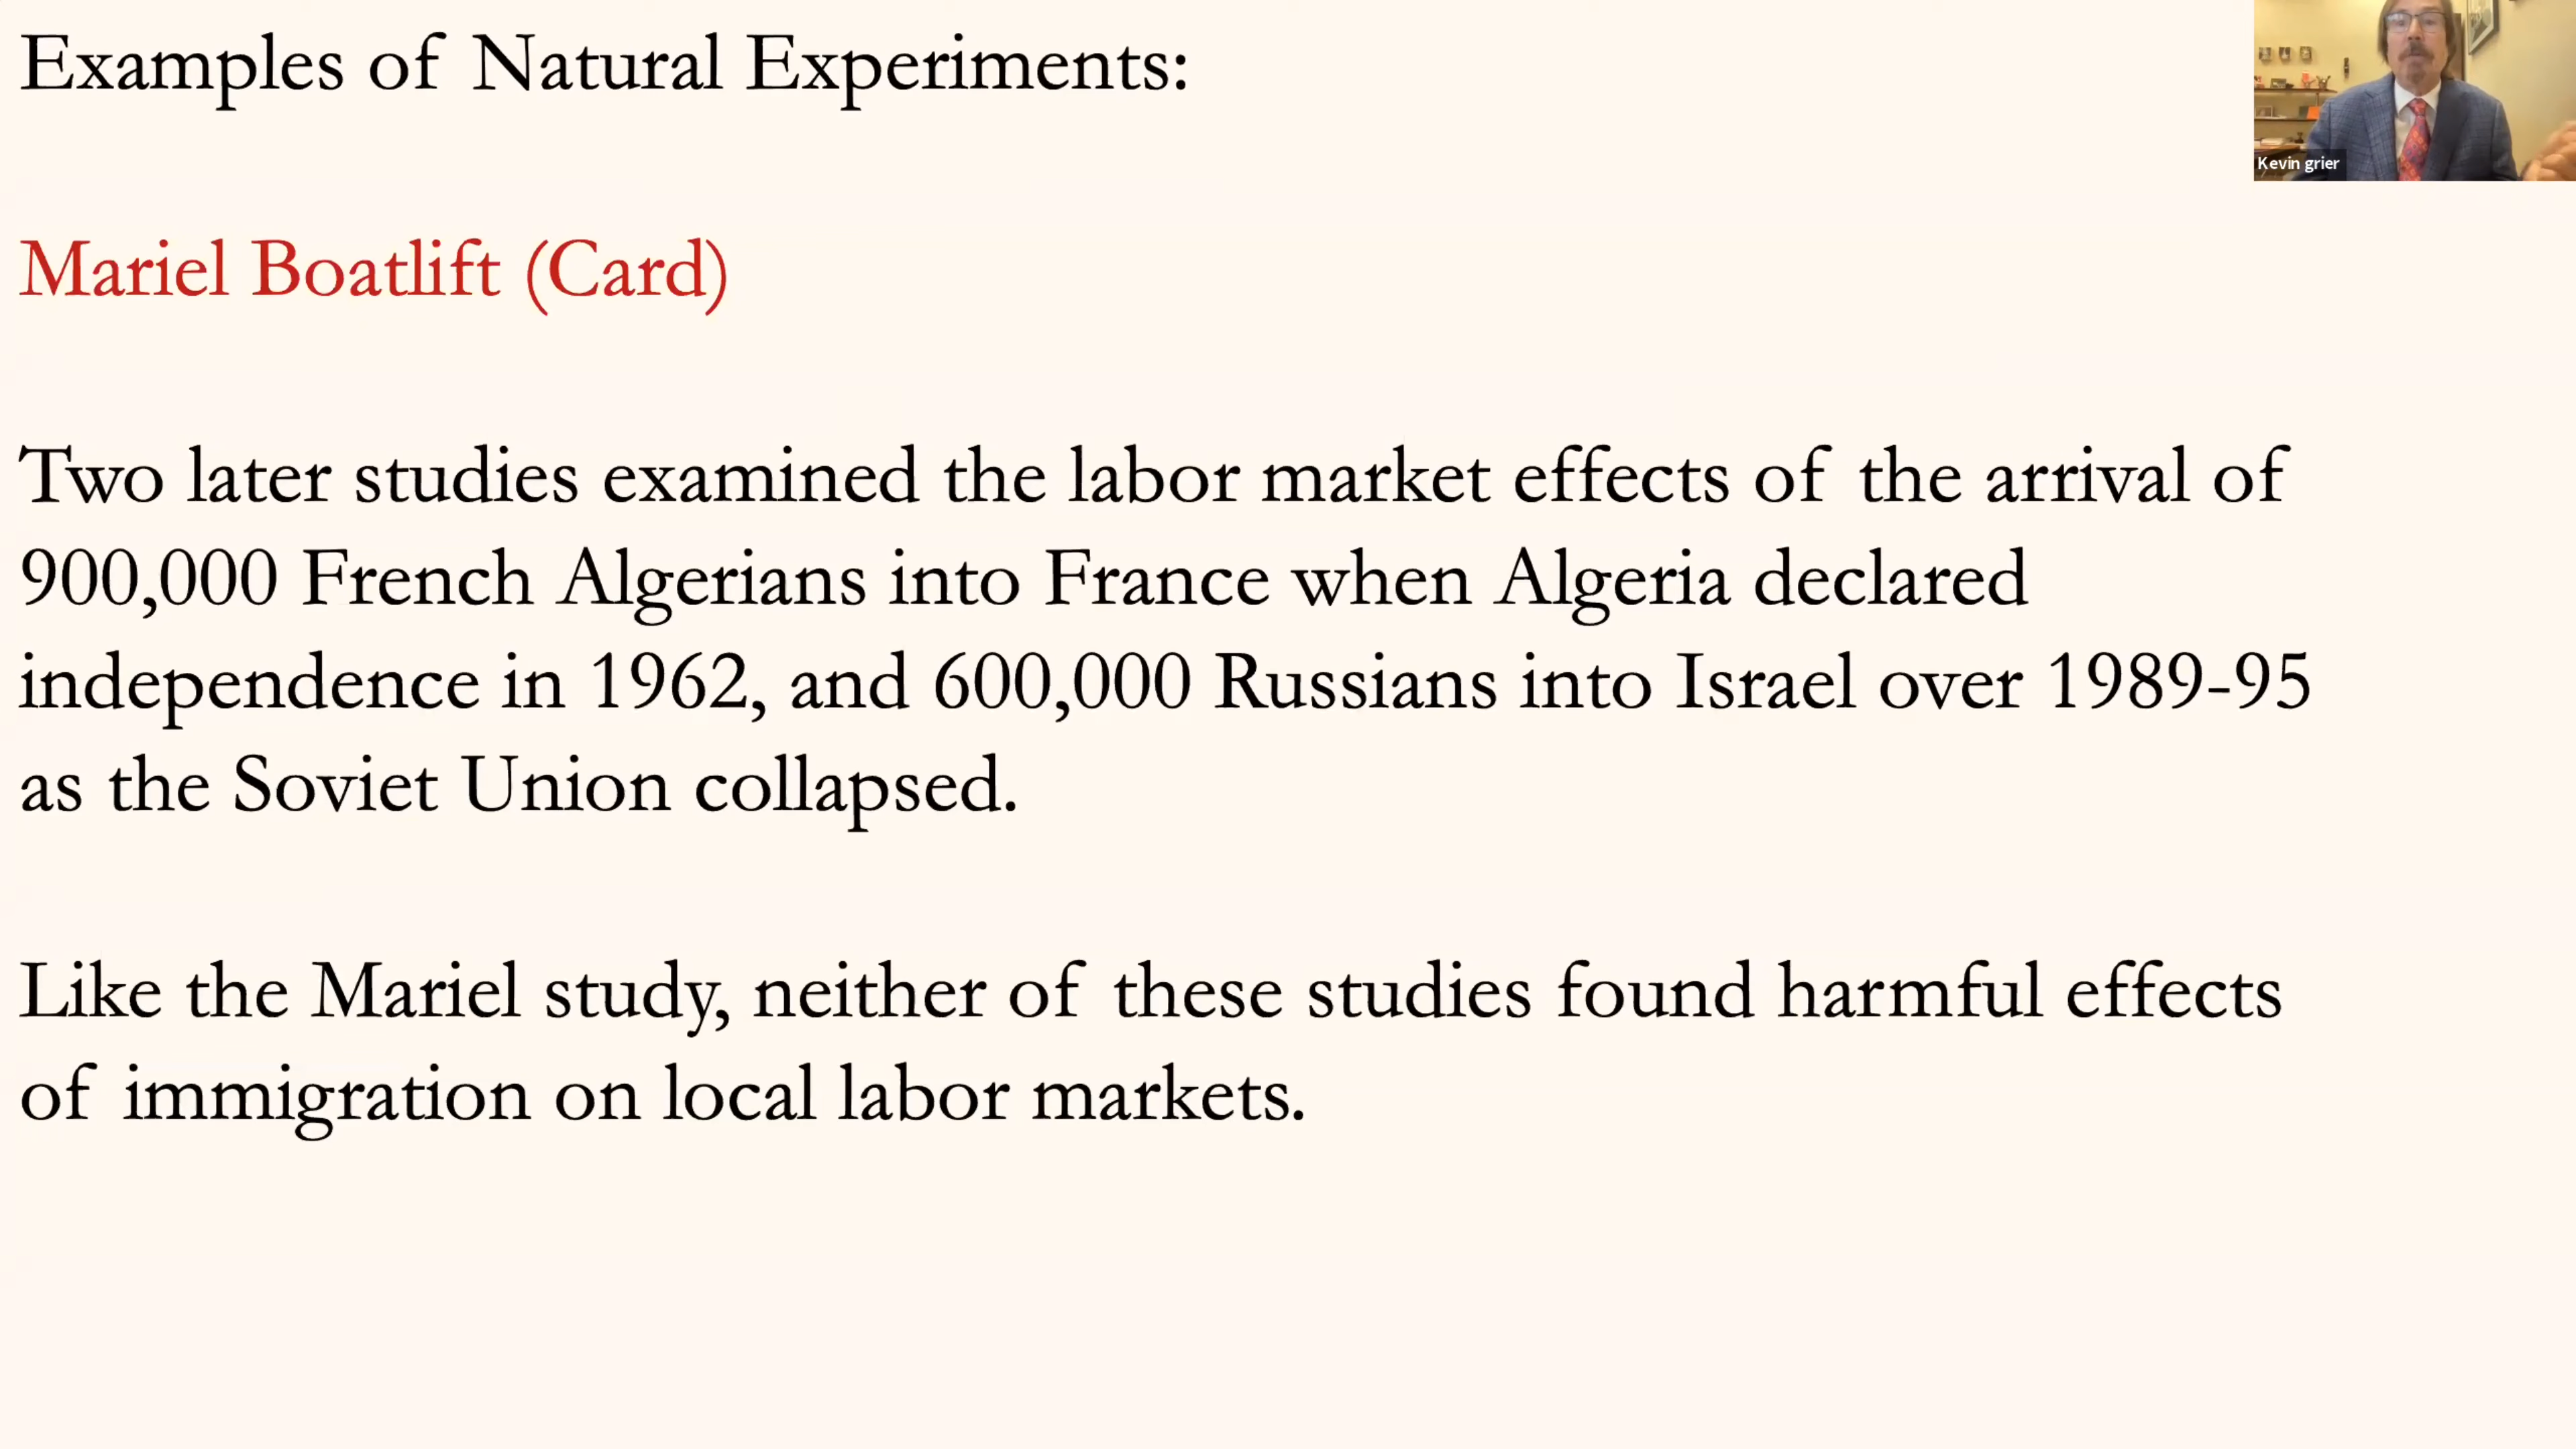 Examples of Natural Experiments:
Kevin grier
Mariel Boatlift (Card)
Two later studies examined the labor market effects of the arrival of
900,000 French Algerians into France when Algeria declared
independence in 1962, and 600,000 Russians into Israel over 1989-95
as the Soviet Union collapsed.
Like the Mariel study, neither of these studies found harmful effects
of immigration on local labor markets.